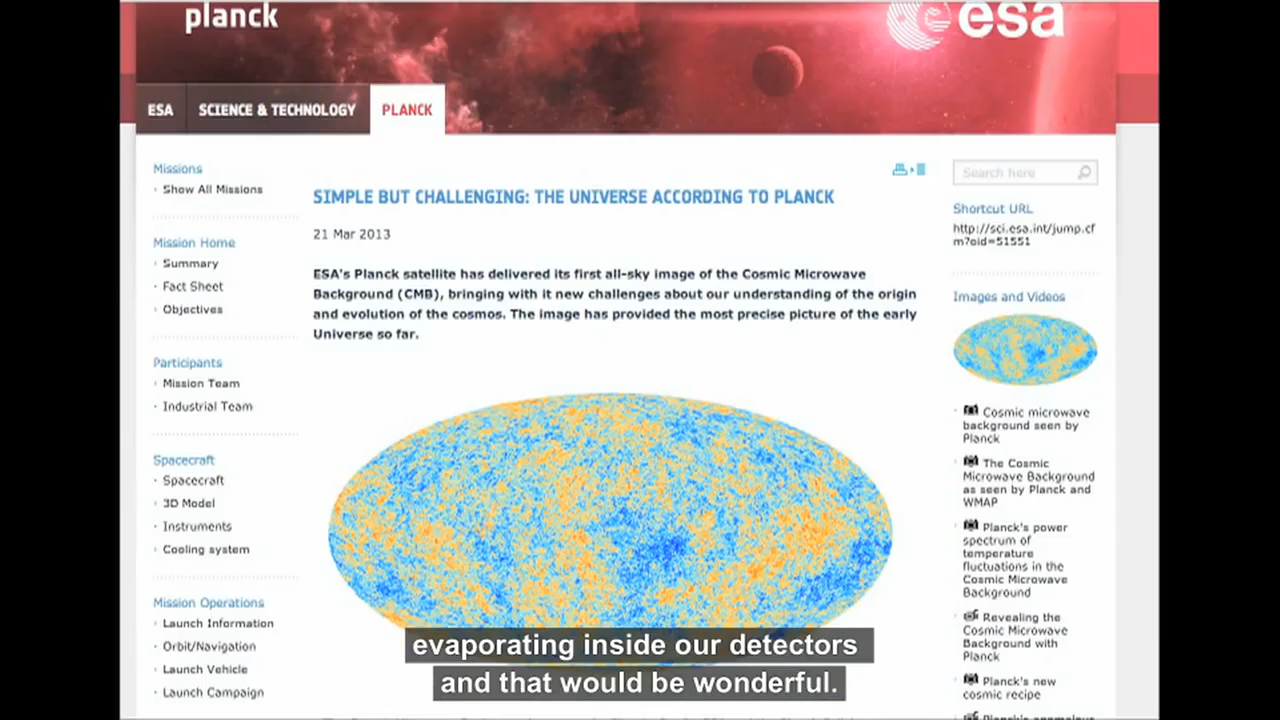 planck
esa
ESA
SCIENCE & TECHNOLOGY
PLANCK
Missions
Show All Missions
Mission Home
Summary
Fact Sheet
Objectives
Participants
Mission Team
Industrial Team
Spacecraft
Spacecraft
3D Model
Instruments
Cooling system
Mission Operations
Launch Information
Orbit/Navigation
Launch Vehicle
Launch Campaign
SIMPLE BUT CHALLENGING: THE UNIVERSE ACCORDING TO PLANCK
21 Mar 2013
ESA's Planck satellite has delivered its first all-sky image of the Cosmic Microwave
Background (CMB), bringing with it new challenges about our understanding of the origin
and evolution of the cosmos. The image has provided the most precise picture of the early
Universe so far.
Search here
Shortcut URL
http://sci.esa.int/jump.cf
m?oid=51551
Images and Videos
Cosmic microwave
background seen by
Planck
The Cosmic
Microwave Background
as seen by Planck and
WMAP
Planck's power
spectrum of
temperature
fluctuations in the
Cosmic Microwave
Background
Revealing the
Cosmic Microwave
Background with
Planck
Planck's new
cosmic recipe
evaporating inside our detectors
and that would be wonderful.